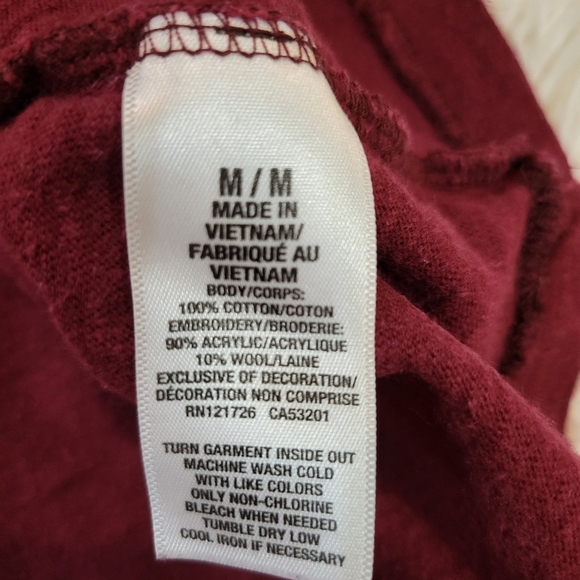 M / M
MADE IN
VIETNAM/
FABRIQUÉ AU
VIETNAM
BODY/CORPS:
100% COTTON/COTON
EMBROIDERY/BRODERIE:
90% ACRYLIC/ACRYLIQUE
10% WOOL/LAINE
EXCLUSIVE OF DECORATION/
DÉCORATION NON COMPRISE
RN121726 CA53201
TURN GARMENT INSIDE OUT
MACHINE WASH COLD
WITH LIKE COLORS
ONLY NON-CHLORINE
BLEACH WHEN NEEDED
TUMBLE DRY LOW
COOL IRON IF NECESSARY